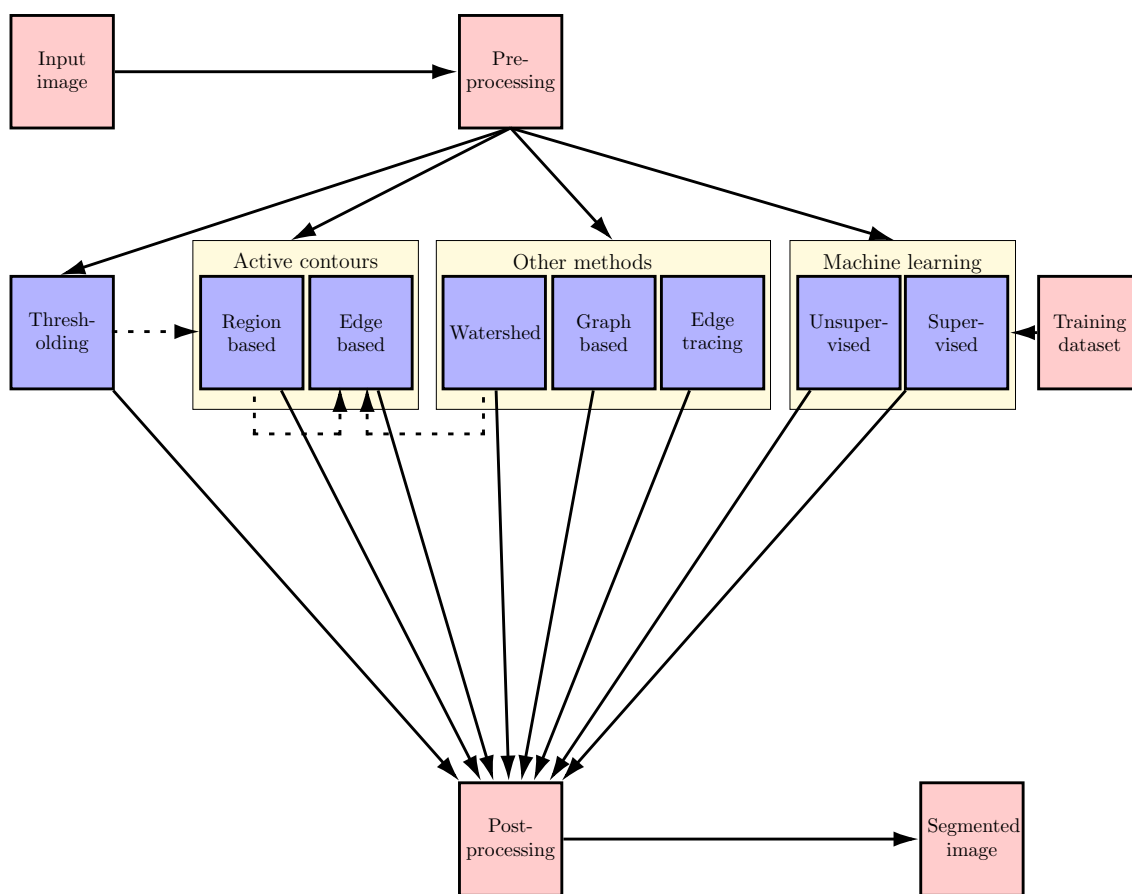 Input
image
Pre-
processing
Active contours
Other methods
Machine learning
Thresh-
olding
Region
based
Edge
based
Watershed
Graph
based
Edge
tracing
Unsuper-
vised
Super-
vised
Training
dataset
Post-
processing
Segmented
image